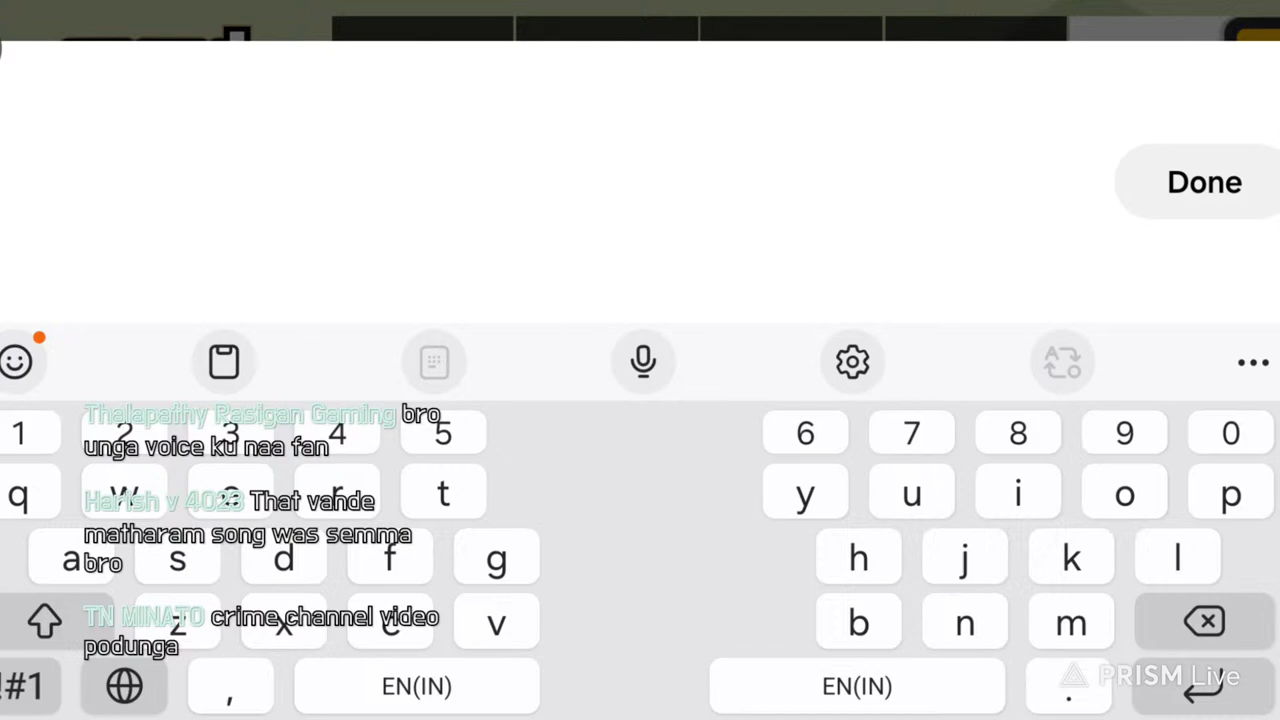 Done
1 2 3 4 5 6 7 8 9 0
Thalapathy Rasigan Gaming bro
unga voice ku naa fan
q w e r t y u i o p
Harish v 4023 That vande
matharam song was semma
bro
a s d f g h j k l
TN MINATO crime channel video
podunga
z x c v b n m
!#1 , EN(IN) EN(IN) .
PRISM Live